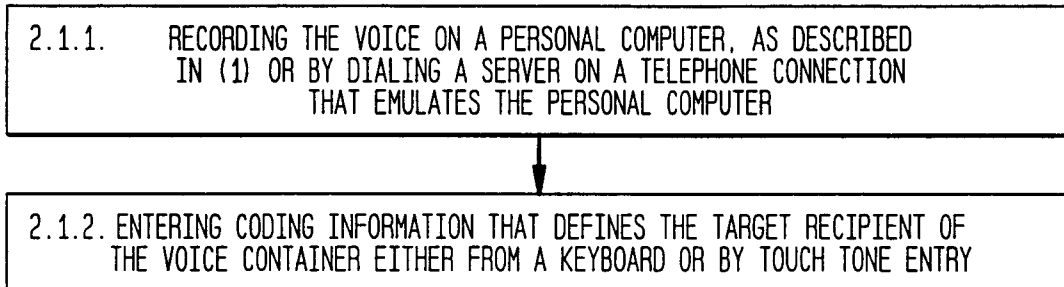 2.1.1. RECORDING THE VOICE ON A PERSONAL COMPUTER, AS DESCRIBED
IN (1) OR BY DIALING A SERVER ON A TELEPHONE CONNECTION
THAT EMULATES THE PERSONAL COMPUTER
2.1.2. ENTERING CODING INFORMATION THAT DEFINES THE TARGET RECIPIENT OF
THE VOICE CONTAINER EITHER FROM A KEYBOARD OR BY TOUCH TONE ENTRY